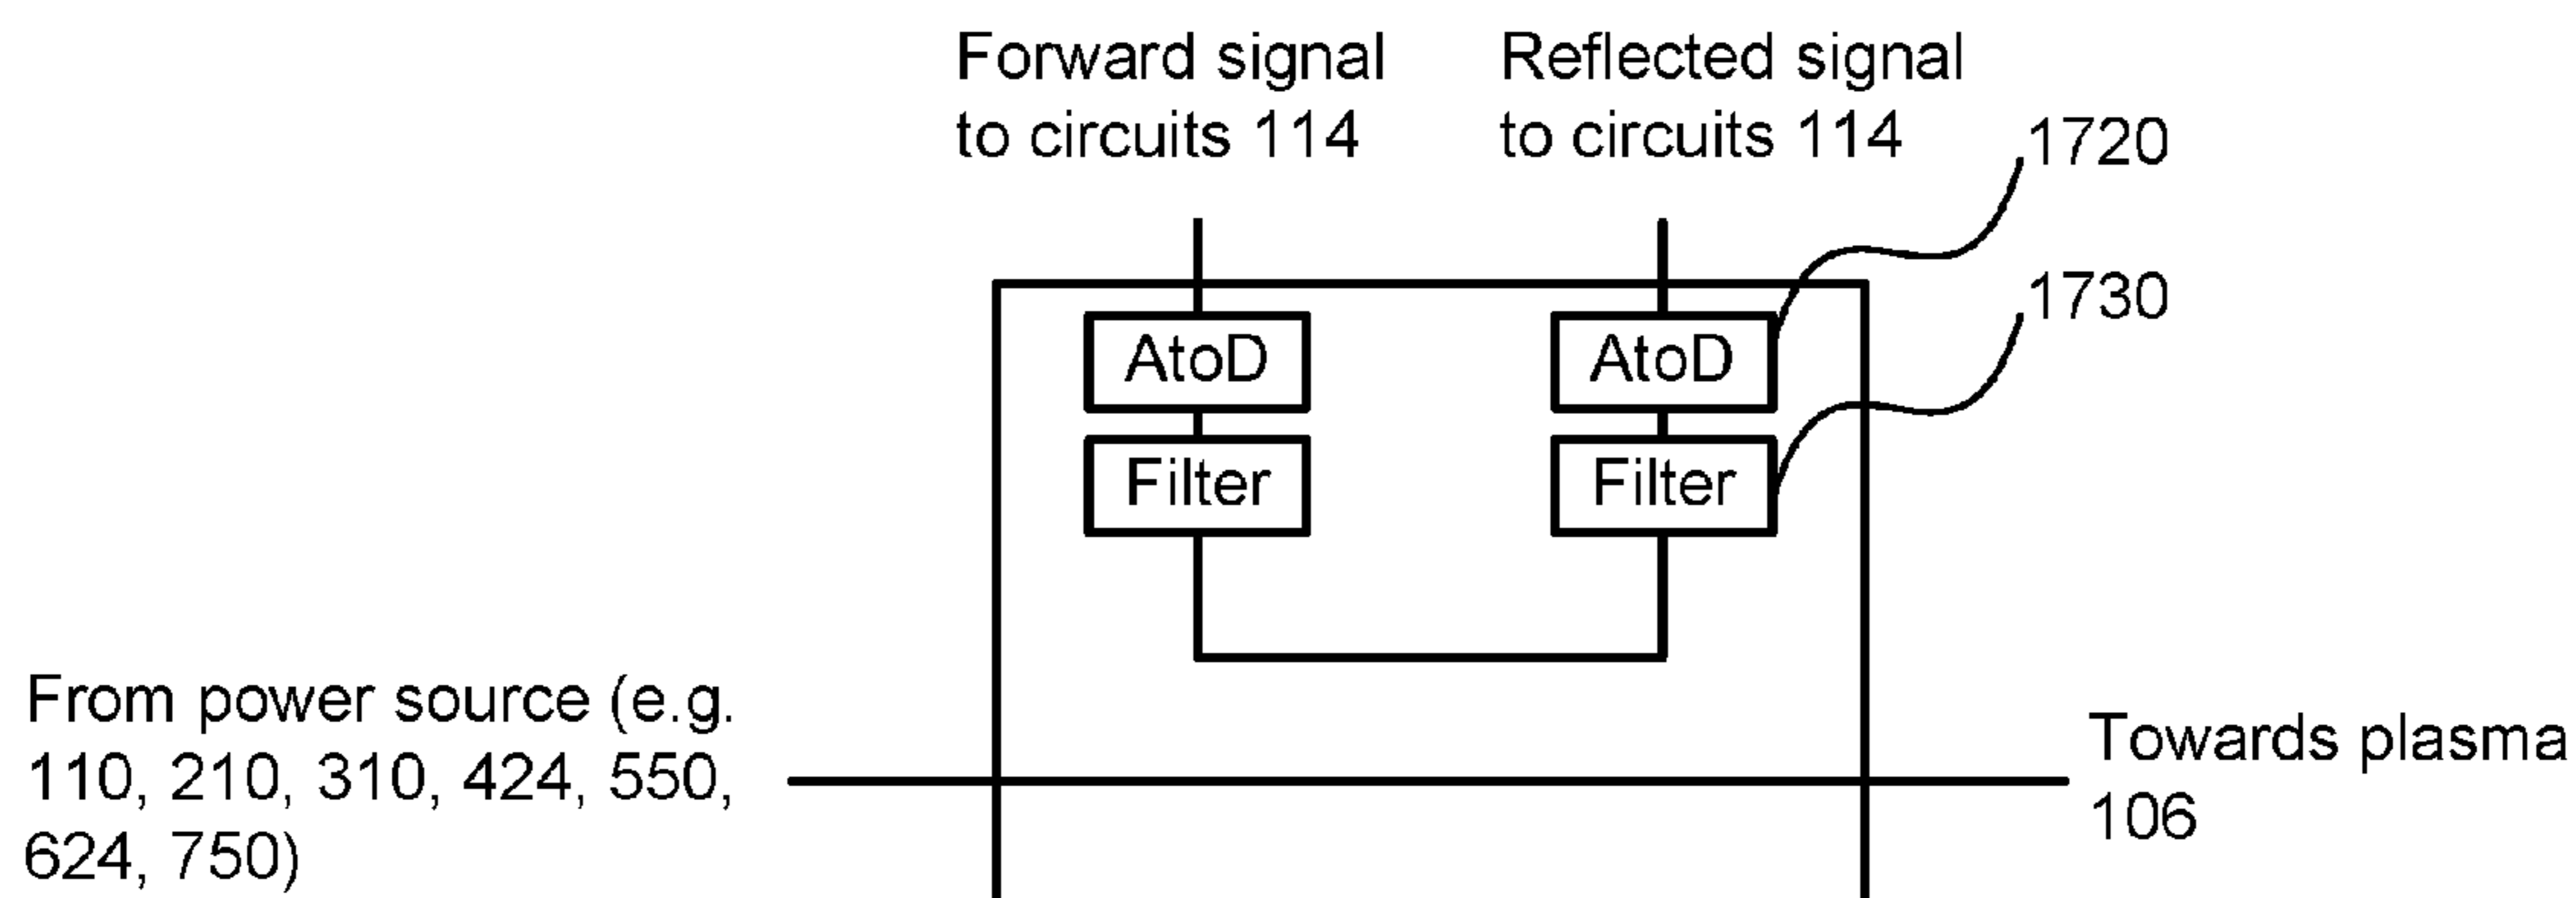 Forward signal
to circuits 114
Reflected signal
to circuits 114
1720
1730
AtoD
AtoD
Filter
Filter
From power source (e.g.
110, 210, 310, 424, 550,
624, 750)
Towards plasma
106